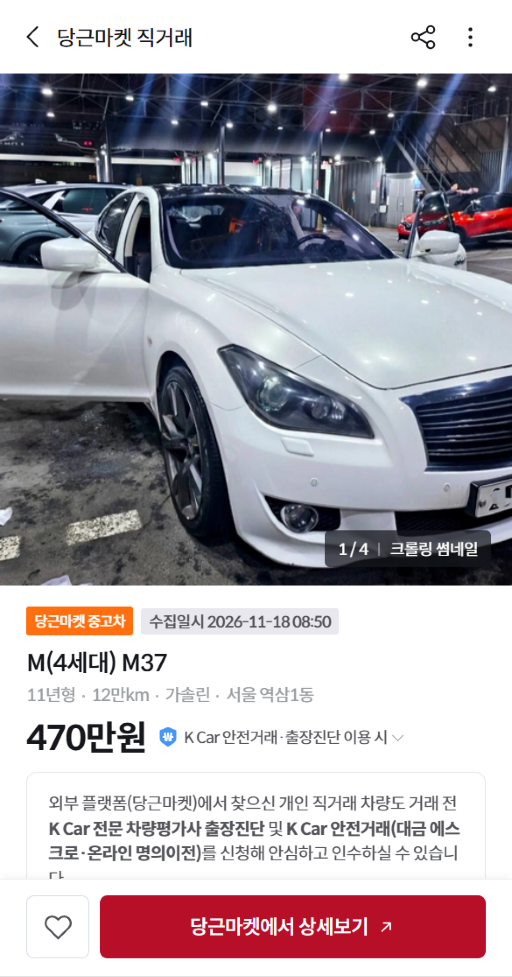 당근마켓 직거래
1 / 4 | 크롤링 썸네일
당근마켓 중고차
수집일시 2026-11-18 08:50
M(4세대) M37
11년형 · 12만km · 가솔린 · 서울 역삼1동
470만원
K Car 안전거래·출장진단 이용 시
외부 플랫폼(당근마켓)에서 찾으신 개인 직거래 차량도 거래 전
K Car 전문 차량평가사 출장진단 및 K Car 안전거래(대금 에스
크로·온라인 명의이전)를 신청해 안심하고 인수하실 수 있습니
다
당근마켓에서 상세보기